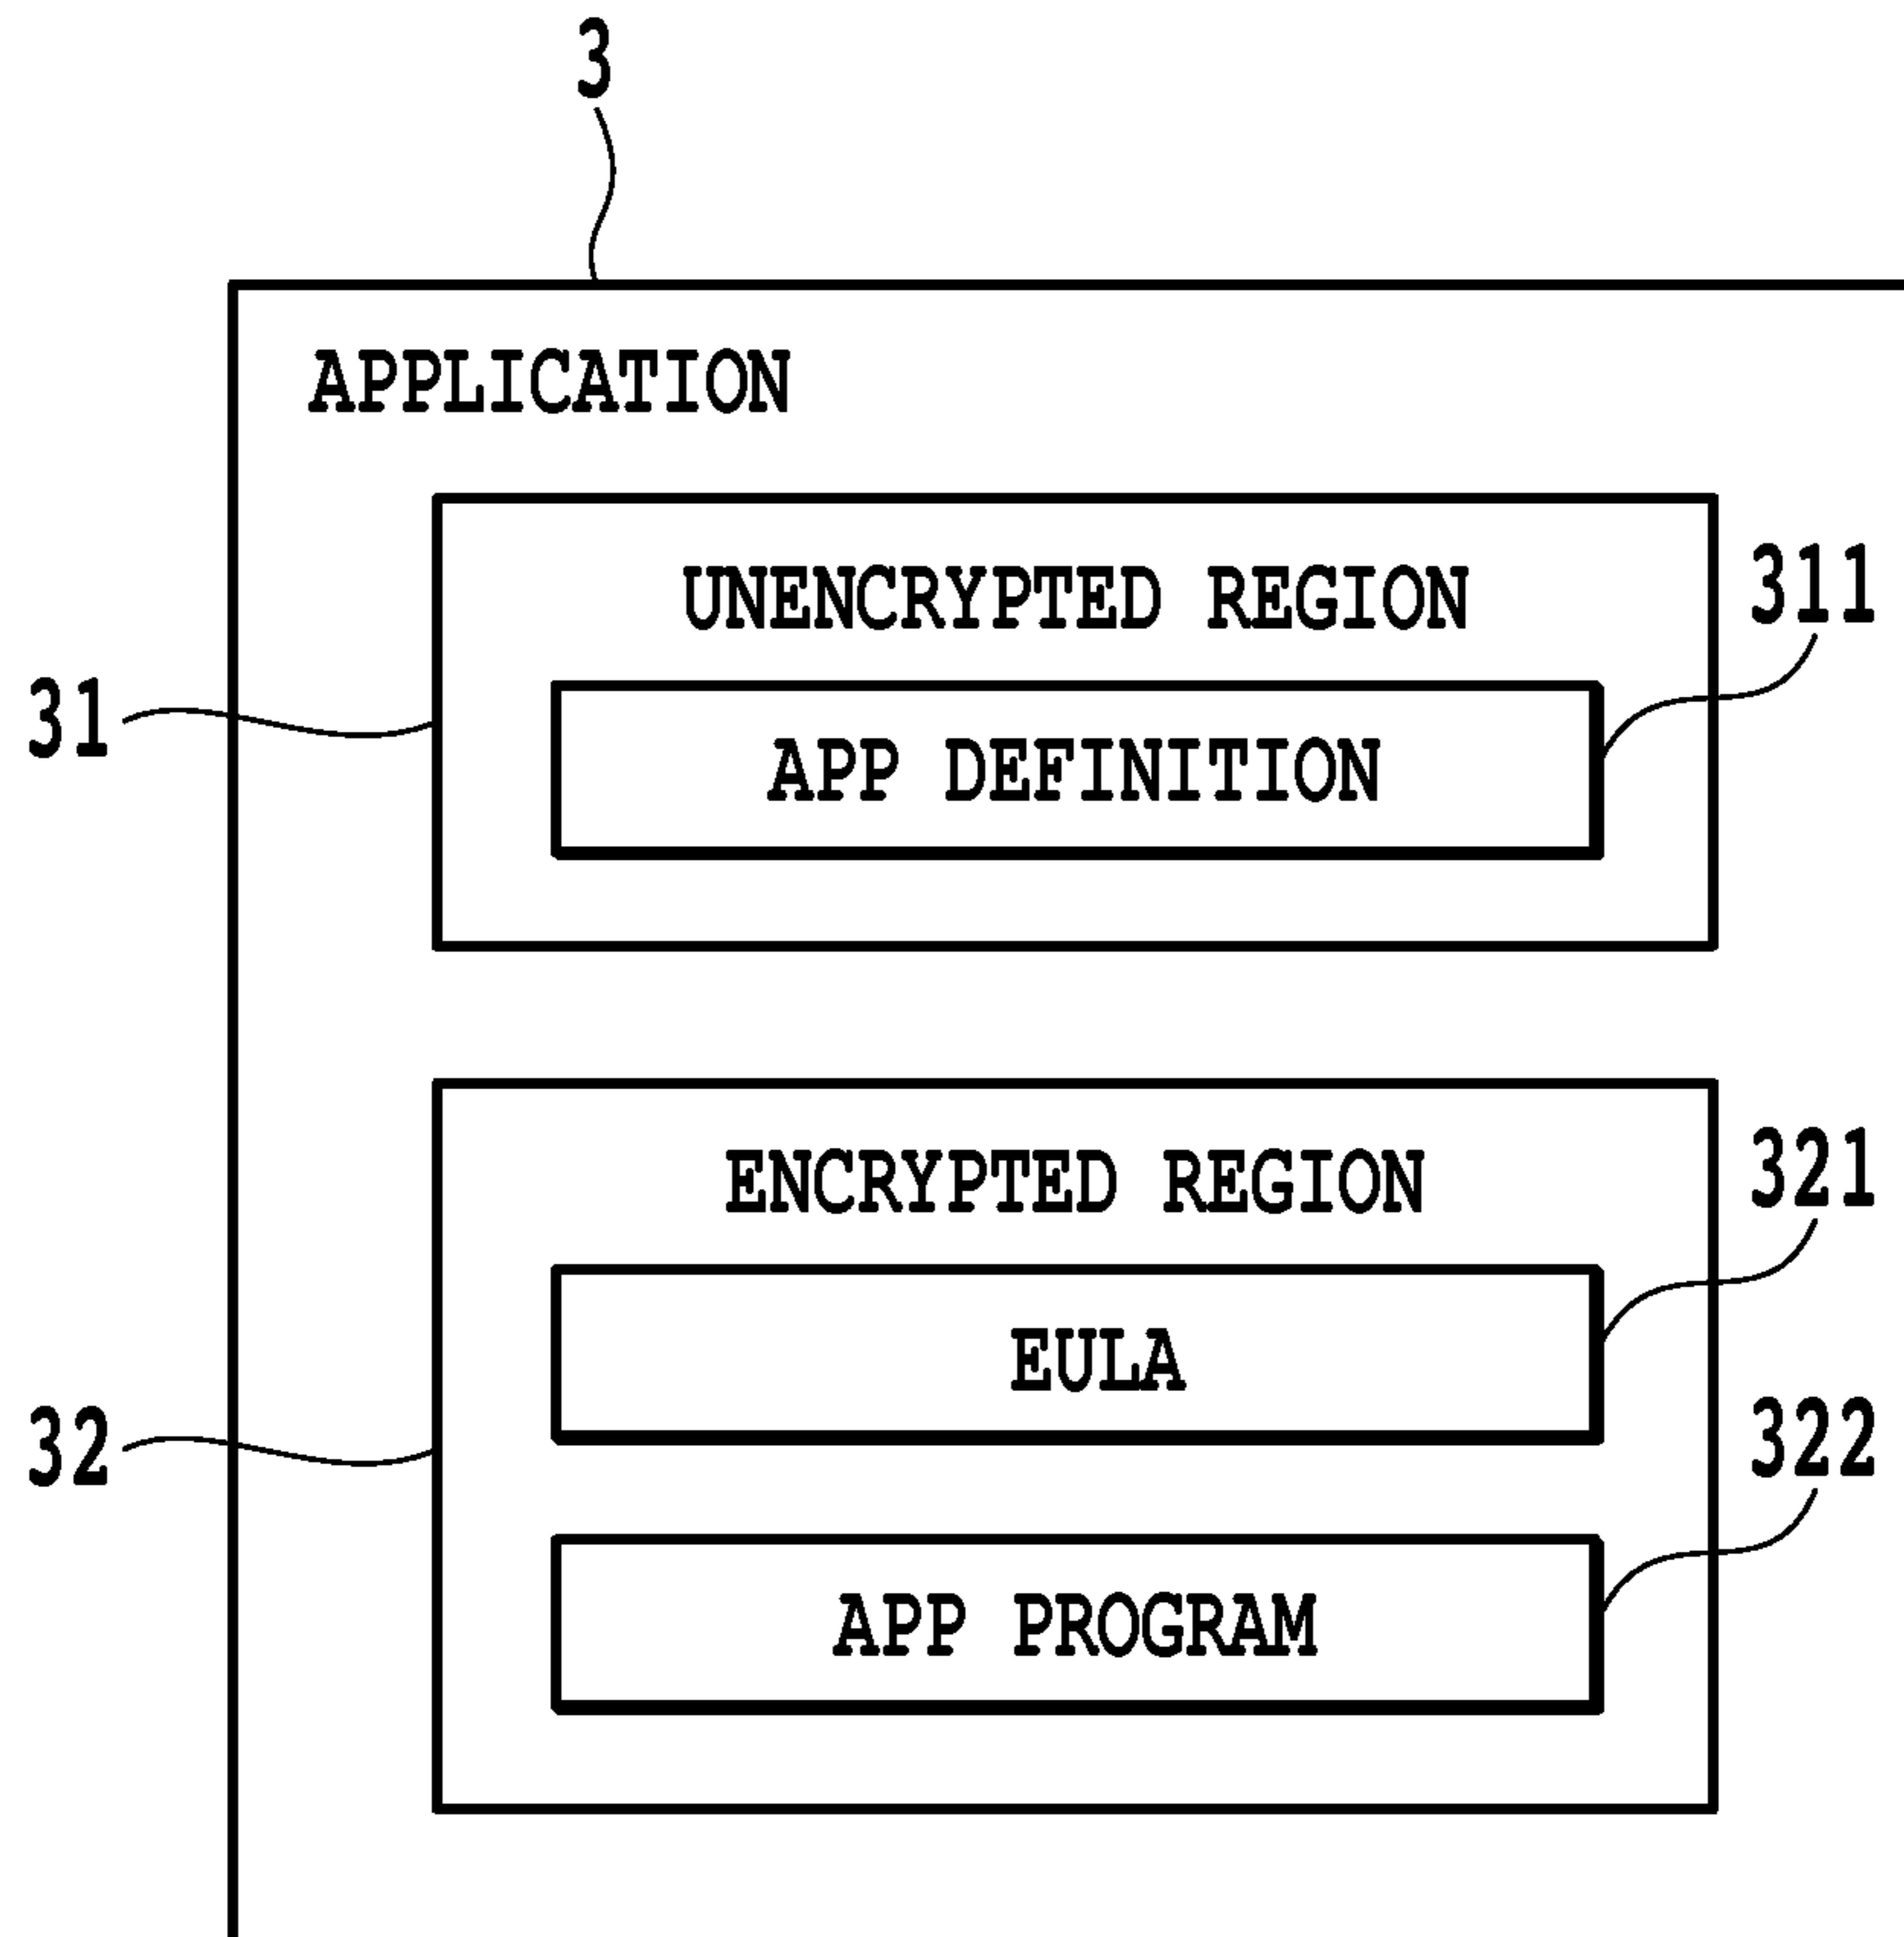 3
APPLICATION
UNENCRYPTED REGION
311
31
APP DEFINITION
ENCRYPTED REGION
321
EULA
32
322
APP PROGRAM